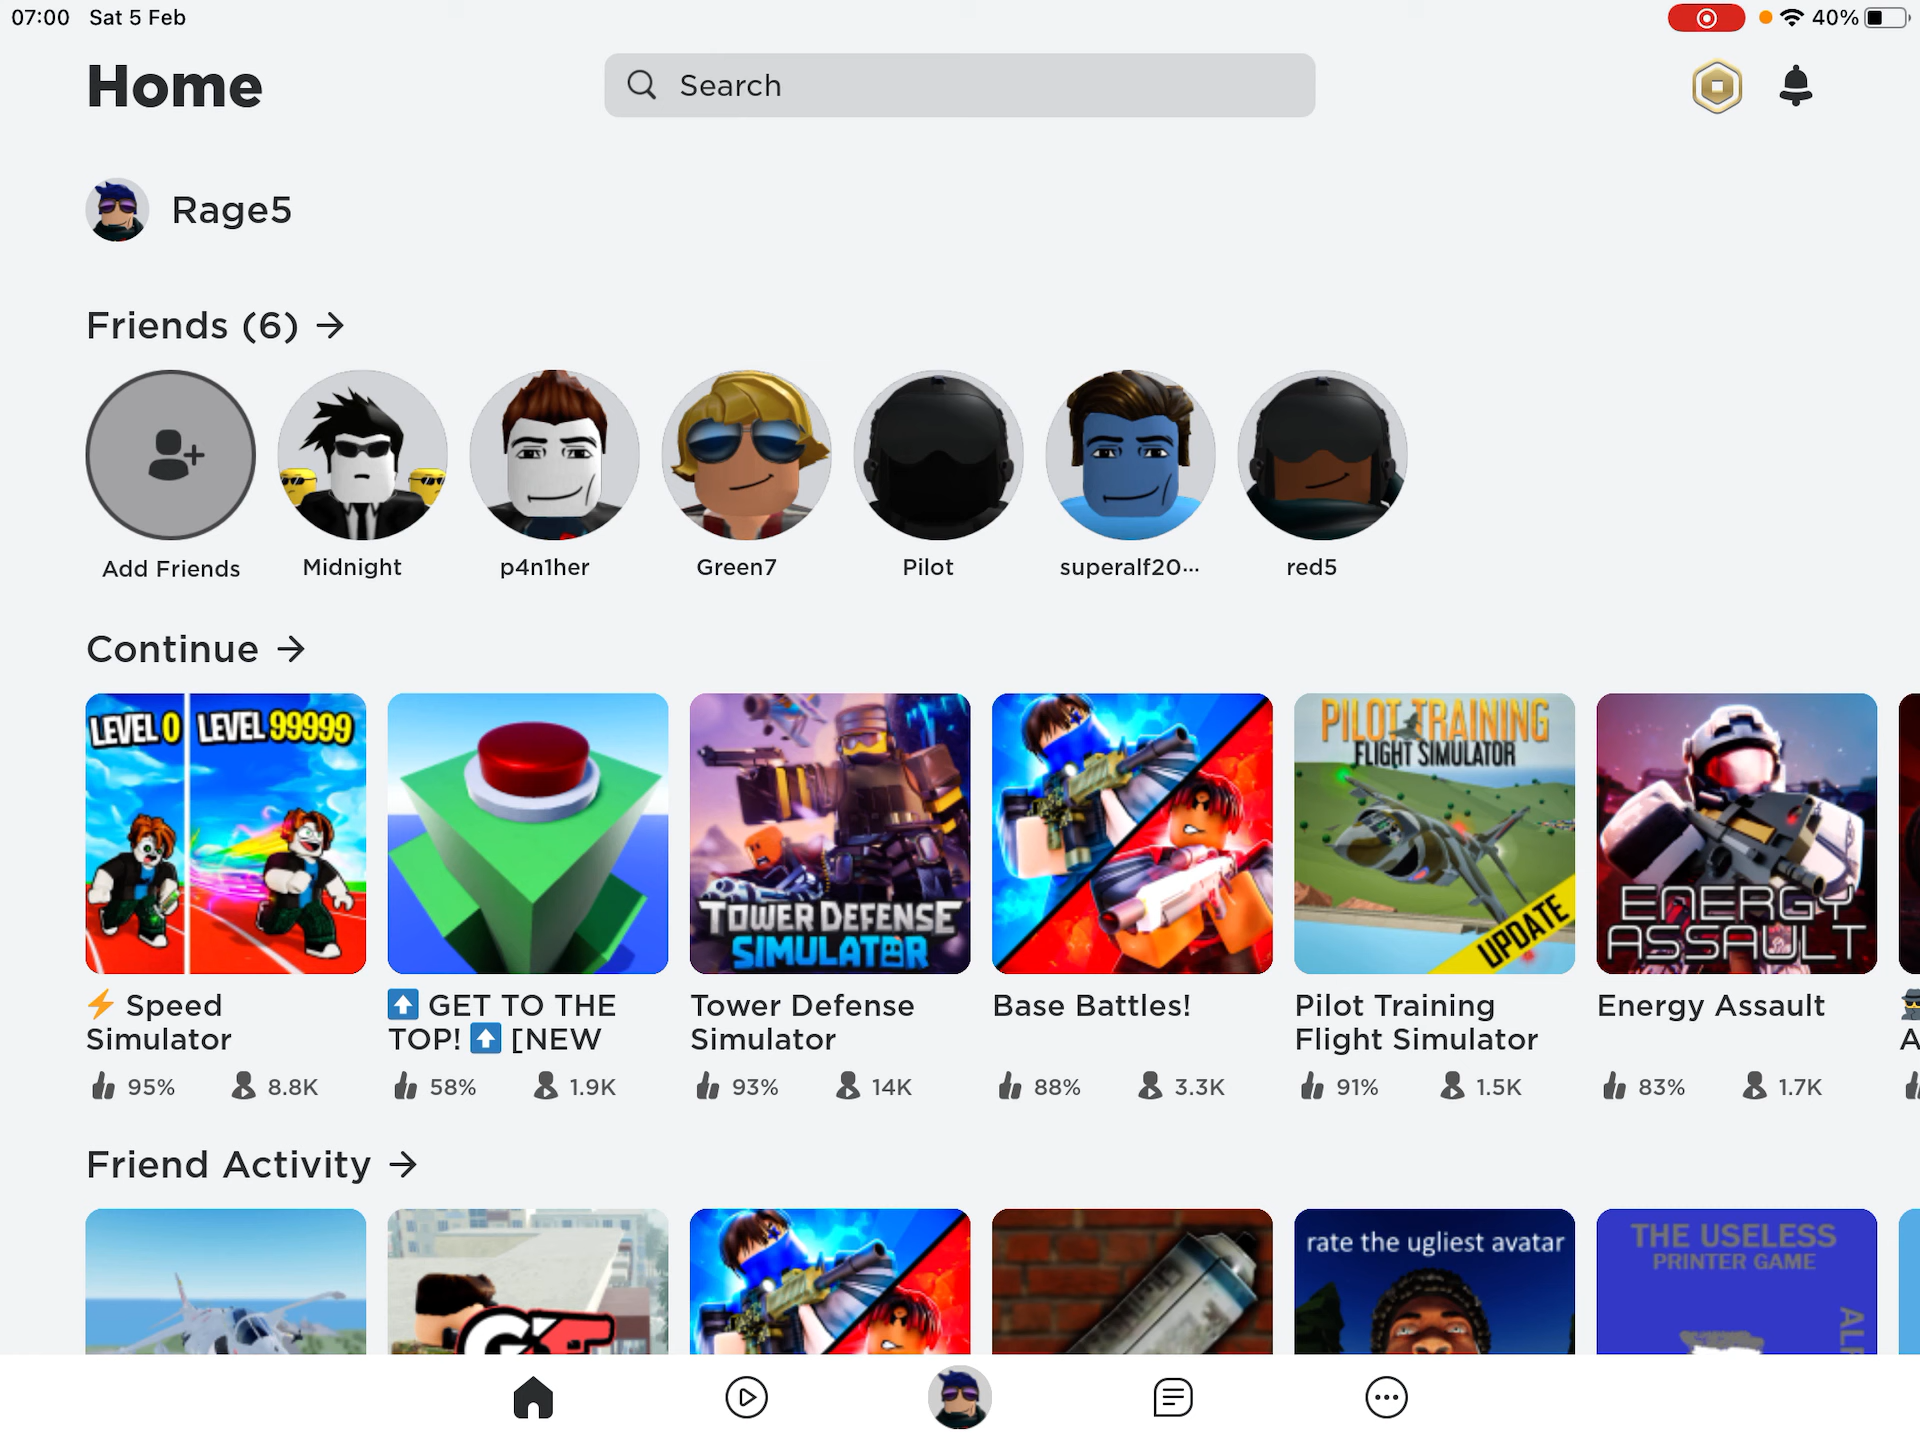 07:00 Sat 5 Feb
40%
Home
Search
Rage5
Friends (6) →
Add Friends
Midnight
p4n1her
Green7
Pilot
superalf20...
red5
Continue →
LEVEL 0 LEVEL 99999
TOWER DEFENSE
SIMULATOR
PILOT TRAINING
FLIGHT SIMULATOR
UPDATE
ENERGY
ASSAULT
⚡ Speed
Simulator
95% 8.8K
⬆ GET TO THE
TOP! ⬆ [NEW
58% 1.9K
Tower Defense
Simulator
93% 14K
Base Battles!
88% 3.3K
Pilot Training
Flight Simulator
91% 1.5K
Energy Assault
83% 1.7K
A
Friend Activity →
rate the ugliest avatar
THE USELESS
PRINTER GAME